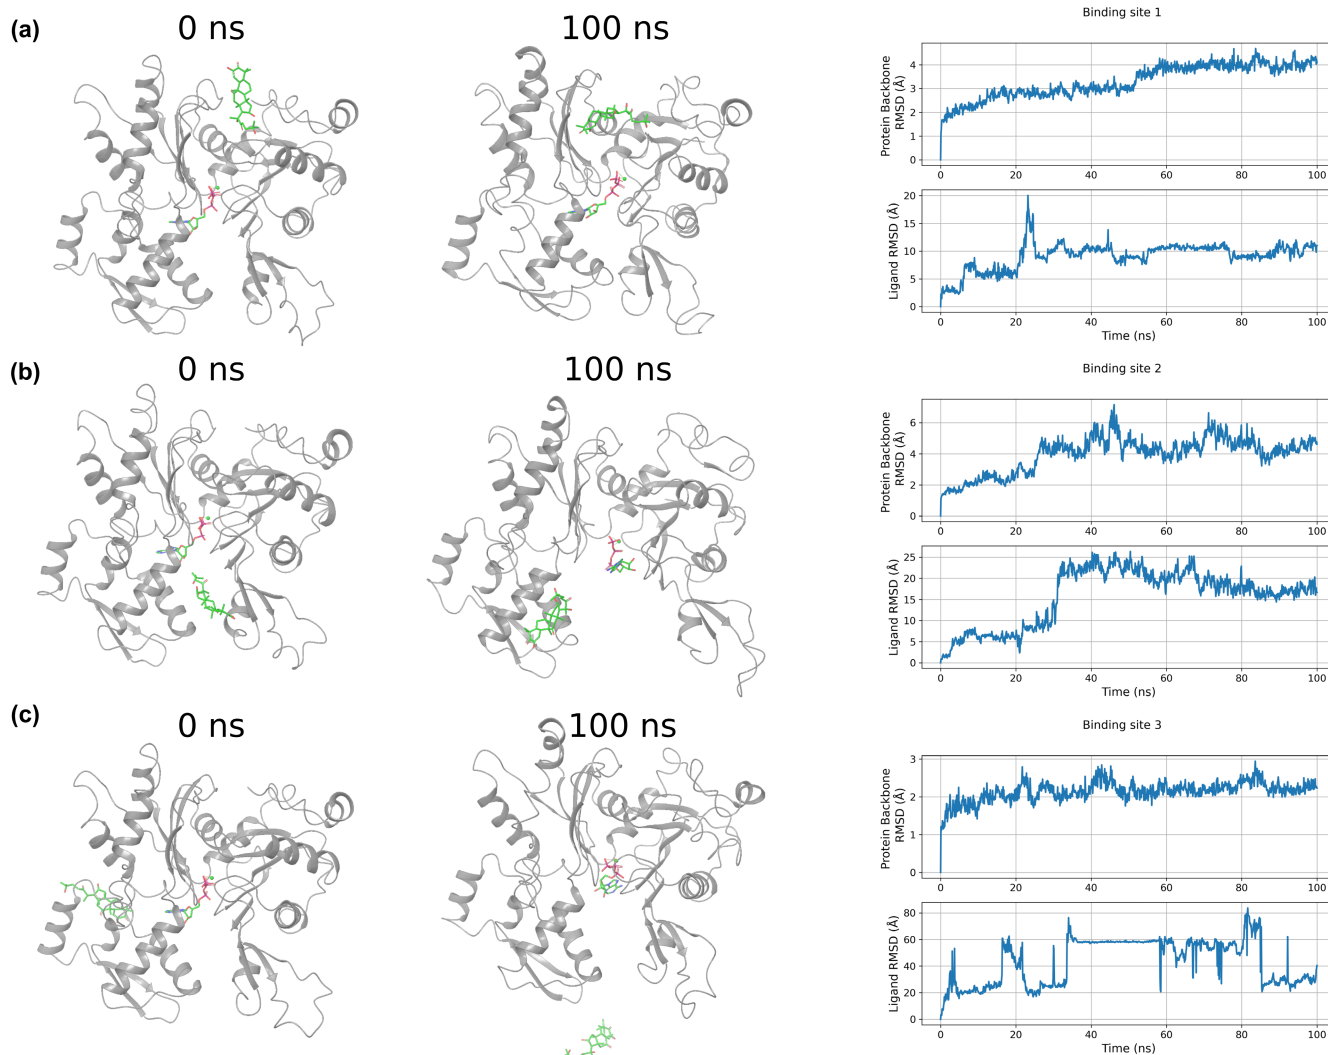 (a)
0 ns
100 ns
Binding site 1
Protein Backbone
RMSD (Å)
4
3
2
1
0
0 20 40 60 80 100
Ligand RMSD (Å)
20
15
10
5
0
0 20 40 60 80 100
Time (ns)
(b)
0 ns
100 ns
Binding site 2
Protein Backbone
RMSD (Å)
6
4
2
0
0 20 40 60 80 100
Ligand RMSD (Å)
25
20
15
10
5
0
0 20 40 60 80 100
Time (ns)
(c)
0 ns
100 ns
Binding site 3
Protein Backbone
RMSD (Å)
3
2
1
0
0 20 40 60 80 100
Ligand RMSD (Å)
80
60
40
20
0
0 20 40 60 80 100
Time (ns)